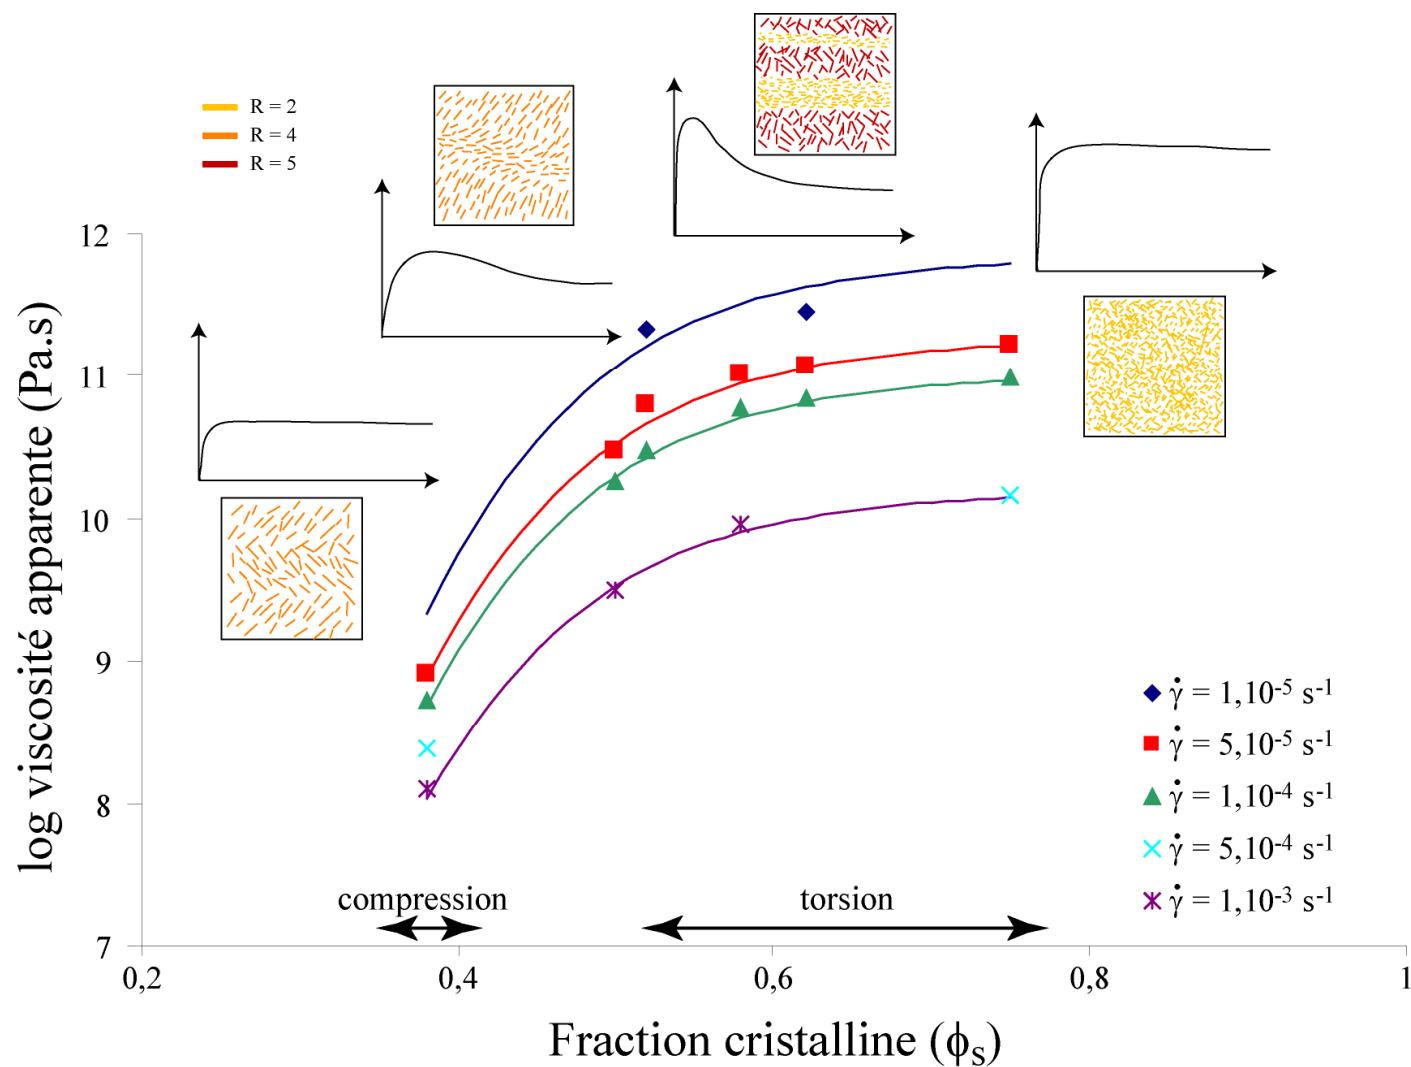 R = 2
R = 4
R = 5
log viscosité apparente (Pa.s)
12
11
10
9
8
7
γ̇ = 1,10⁻⁵ s⁻¹
γ̇ = 5,10⁻⁵ s⁻¹
γ̇ = 1,10⁻⁴ s⁻¹
γ̇ = 5,10⁻⁴ s⁻¹
γ̇ = 1,10⁻³ s⁻¹
compression
torsion
0,2 0,4 0,6 0,8 1
Fraction cristalline (ϕₛ)